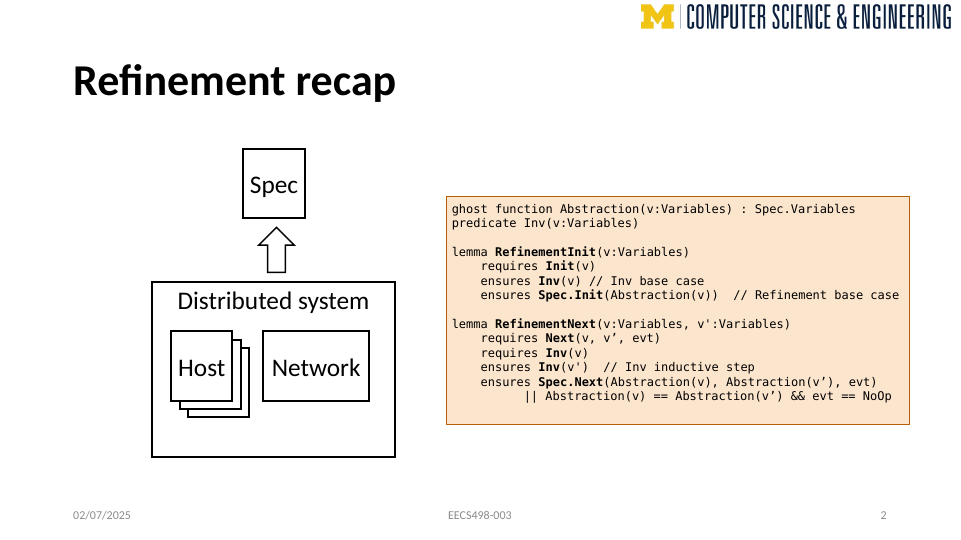 COMPUTER SCIENCE & ENGINEERING
Refinement recap
Spec
Distributed system
Host
Network
ghost function Abstraction(v:Variables) : Spec.Variables
predicate Inv(v:Variables)
lemma RefinementInit(v:Variables)
    requires Init(v)
    ensures Inv(v) // Inv base case
    ensures Spec.Init(Abstraction(v))  // Refinement base case
lemma RefinementNext(v:Variables, v':Variables)
    requires Next(v, v’, evt)
    requires Inv(v)
    ensures Inv(v')  // Inv inductive step
    ensures Spec.Next(Abstraction(v), Abstraction(v’), evt)
          || Abstraction(v) == Abstraction(v’) && evt == NoOp
02/07/2025
EECS498-003
2